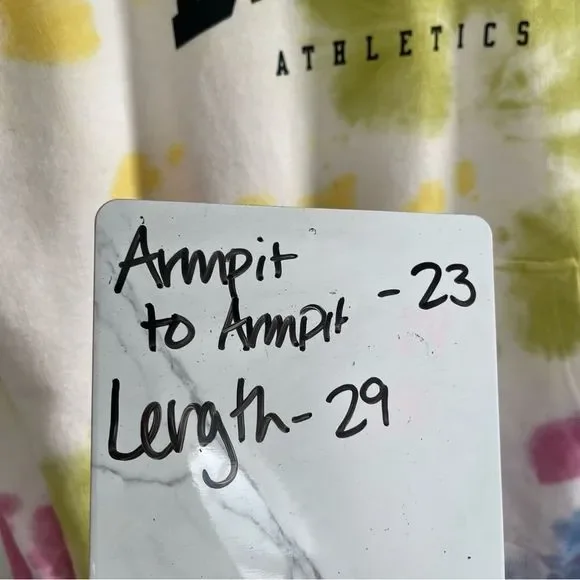 ATHLETICS
Armpit
to Armpit - 23
Length - 29